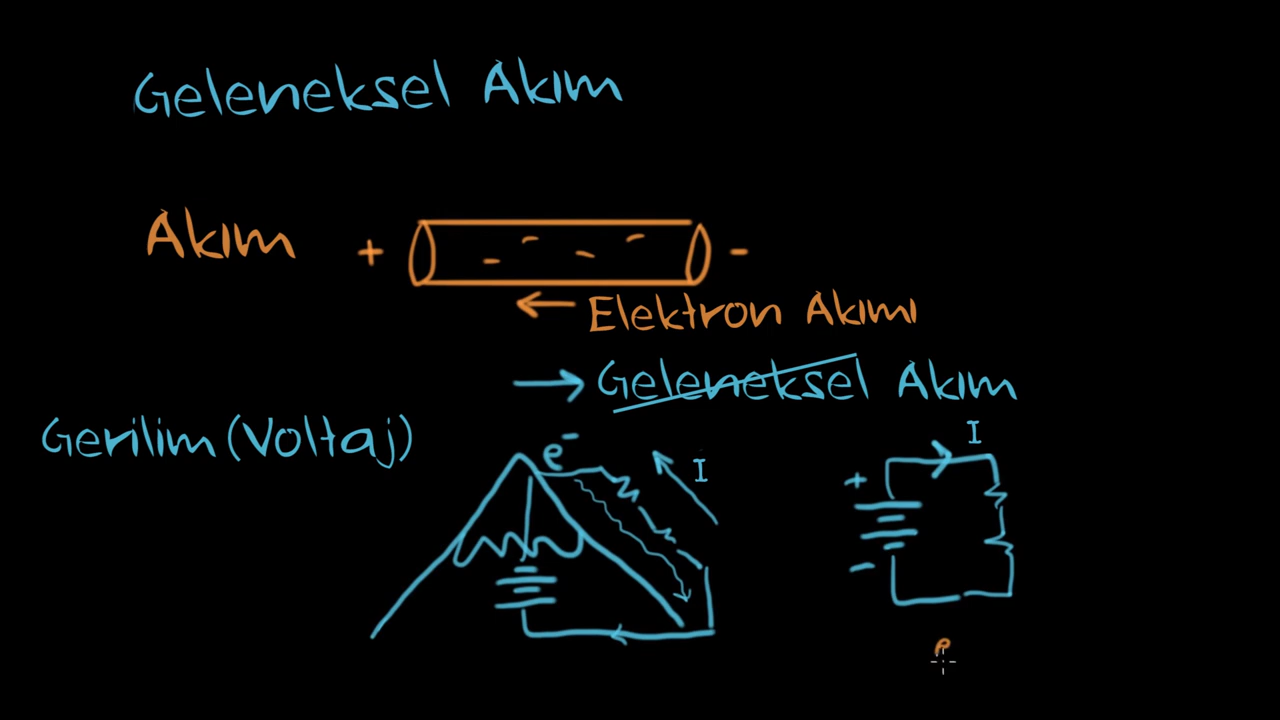 Geleneksel Akım
Akım + -
Elektron Akımı
Geleneksel Akım
Gerilim (Voltaj)
e⁻ I
I
+
-
e